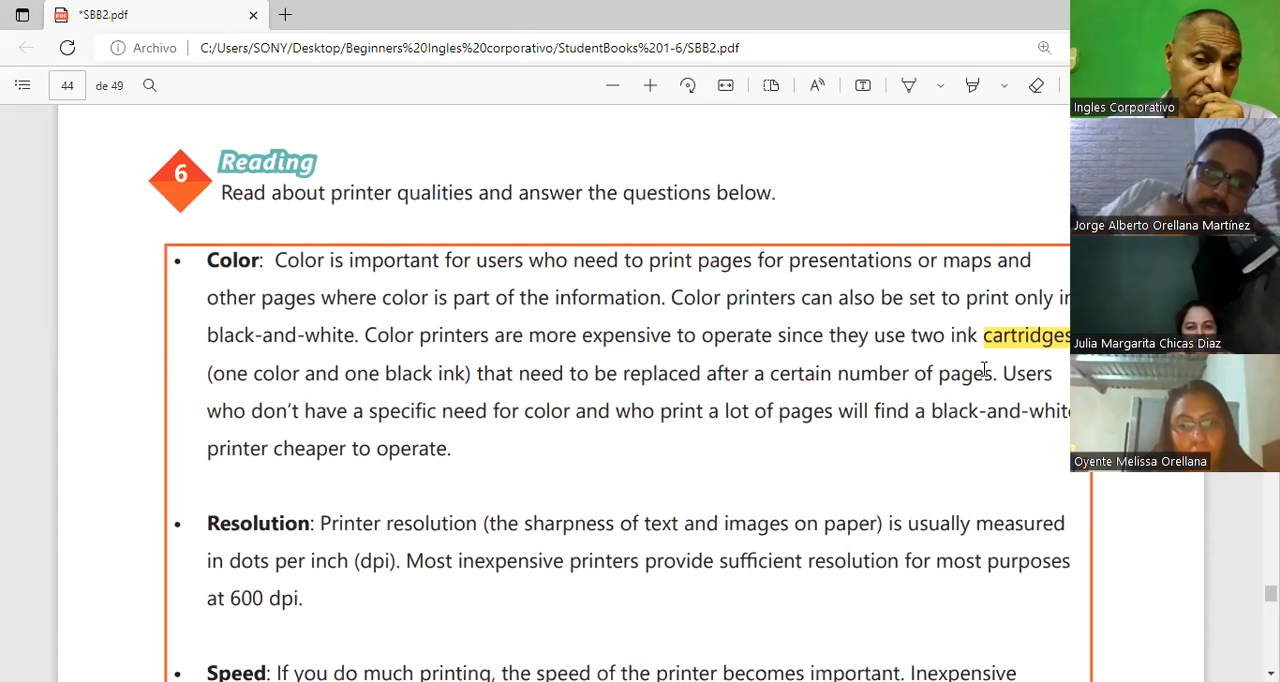 *SBB2.pdf
Archivo
C:/Users/SONY/Desktop/Beginners%20Ingles%20corporativo/StudentBooks%201-6/SBB2.pdf
44 de 49
6 Reading
Read about printer qualities and answer the questions below.
• Color: Color is important for users who need to print pages for presentations or maps and
other pages where color is part of the information. Color printers can also be set to print only in
black-and-white. Color printers are more expensive to operate since they use two ink cartridges
(one color and one black ink) that need to be replaced after a certain number of pages. Users
who don't have a specific need for color and who print a lot of pages will find a black-and-white
printer cheaper to operate.
• Resolution: Printer resolution (the sharpness of text and images on paper) is usually measured
in dots per inch (dpi). Most inexpensive printers provide sufficient resolution for most purposes
at 600 dpi.
• Speed: If you do much printing, the speed of the printer becomes important. Inexpensive
Ingles Corporativo
Jorge Alberto Orellana Martínez
Julia Margarita Chicas Diaz
Oyente Melissa Orellana